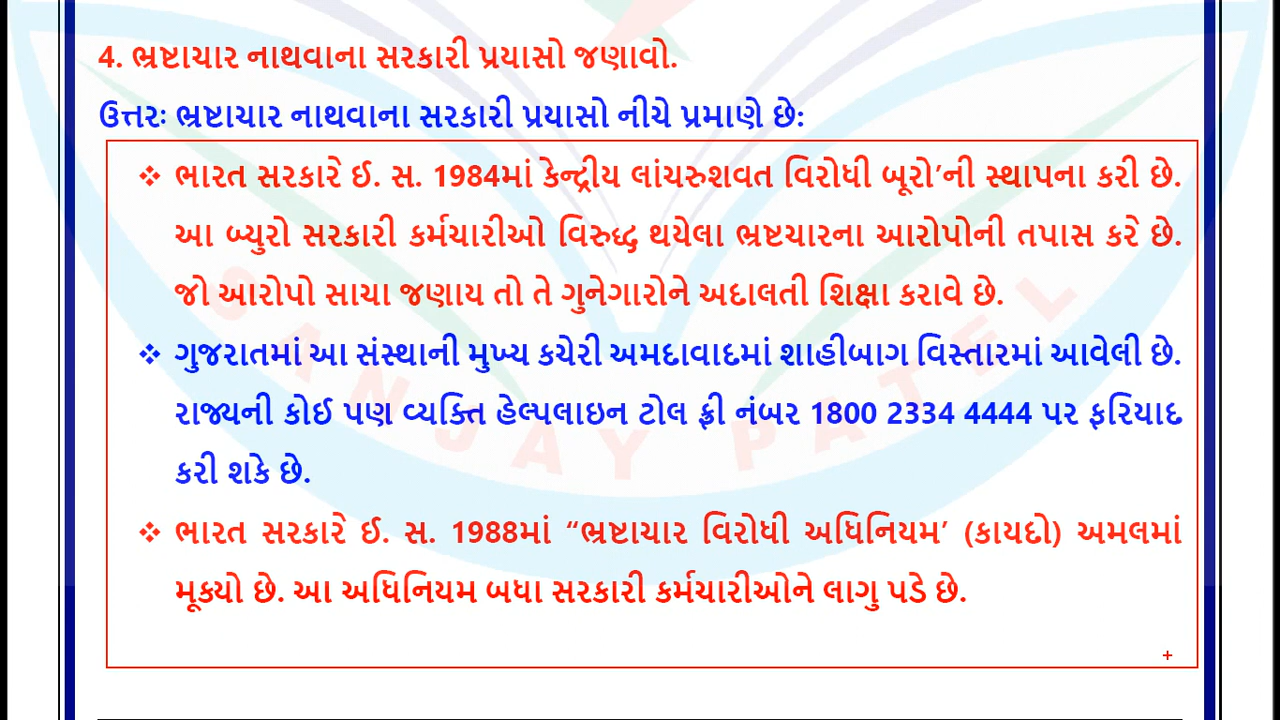 4. ભ્રષ્ટાચાર નાથવાના સરકારી પ્રયાસો જણાવો.
ઉત્તરઃ ભ્રષ્ટાચાર નાથવાના સરકારી પ્રયાસો નીચે પ્રમાણે છે:
❖ ભારત સરકારે ઈ. સ. 1984માં કેન્દ્રીય લાંચરુશવત વિરોધી બૂરો’ની સ્થાપના કરી છે.
આ બ્યુરો સરકારી કર્મચારીઓ વિરુદ્ધ થયેલા ભ્રષ્ટચારના આરોપોની તપાસ કરે છે.
જો આરોપો સાચા જણાય તો તે ગુનેગારોને અદાલતી શિક્ષા કરાવે છે.
❖ ગુજરાતમાં આ સંસ્થાની મુખ્ય કચેરી અમદાવાદમાં શાહીબાગ વિસ્તારમાં આવેલી છે.
રાજ્યની કોઈ પણ વ્યક્તિ હેલ્પલાઇન ટોલ ફ્રી નંબર 1800 2334 4444 પર ફરિયાદ
કરી શકે છે.
❖ ભારત સરકારે ઈ. સ. 1988માં “ભ્રષ્ટાચાર વિરોધી અધિનિયમ’ (કાયદો) અમલમાં
મૂક્યો છે. આ અધિનિયમ બધા સરકારી કર્મચારીઓને લાગુ પડે છે.
SANJAY PATEL